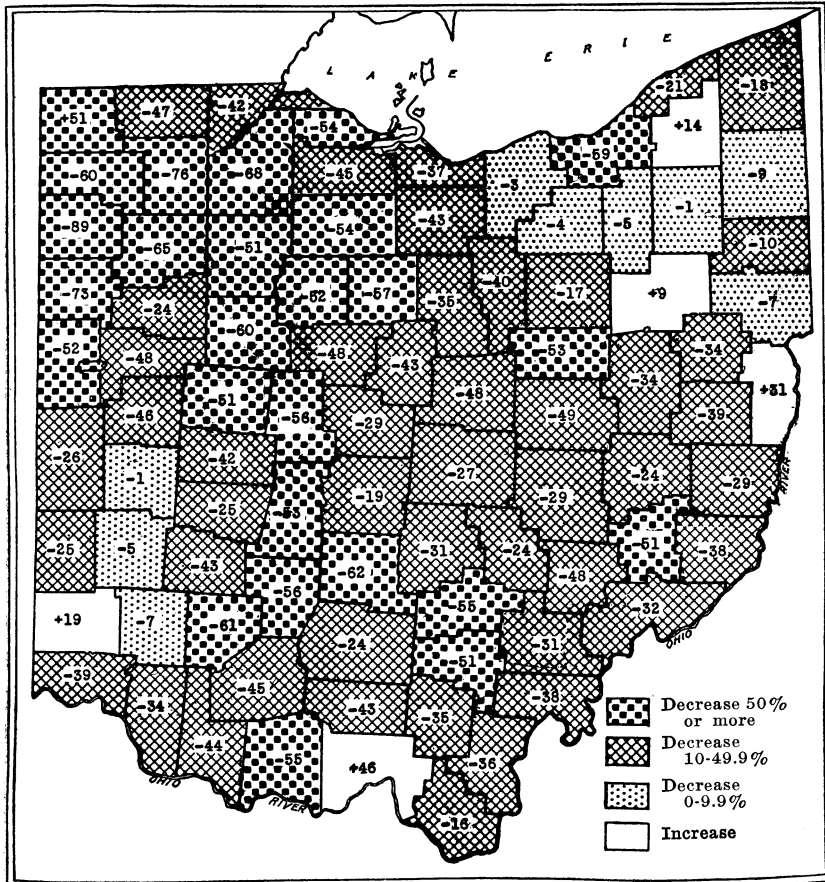 L A K E E R I E
-21 -18
+51 -47 -42
-54 +14
-59
-60 -76 -68 -45 -37 -3 -9
-1
-89 -65 -51 -54 -43 -4 -5
-10
-73 -24 -52 -57 -35 -40 -17 +9 -7
-52 -48 -60 -48 -43 -53 -34 -34
+31
-46 -51 -56 -29 -48 -49 -39
-26 -1 -42 -27 -24 -29
RIVER
-25 -53 -19 -29
-25 -5 -43 -31 -24 -51 -38
-62 -48
-56 -55 -32
+19 -7 -61 -24 -31 OHIO
-51
-39 -34 -45 -43 -35 -38
-44 -55 +46 -36
OHIO RIVER
-16
Decrease 50%
or more
Decrease
10-49.9%
Decrease
0-9.9%
Increase